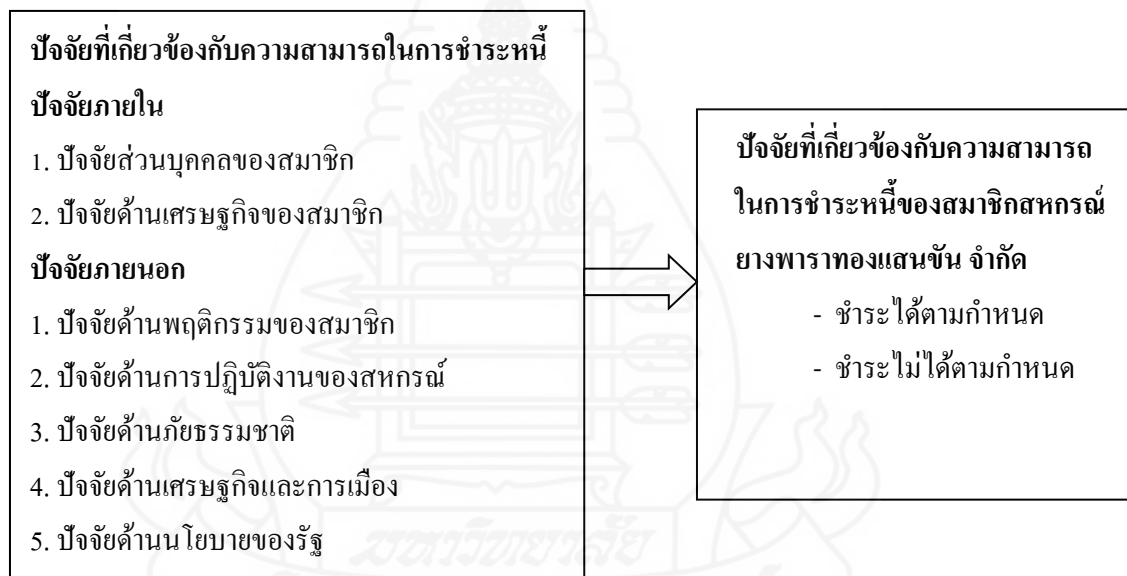 ปัจจัยที่เกี่ยวข้องกับความสามารถในการชำระหนี้
ปัจจัยภายใน
1. ปัจจัยส่วนบุคคลของสมาชิก
2. ปัจจัยด้านเศรษฐกิจของสมาชิก
ปัจจัยภายนอก
1. ปัจจัยด้านพฤติกรรมของสมาชิก
2. ปัจจัยด้านการปฏิบัติงานของสหกรณ์
3. ปัจจัยด้านภัยธรรมชาติ
4. ปัจจัยด้านเศรษฐกิจและการเมือง
5. ปัจจัยด้านนโยบายของรัฐ
ปัจจัยที่เกี่ยวข้องกับความสามารถ
ในการชำระหนี้ของสมาชิกสหกรณ์
ยางพาราทองแสนขัน จำกัด
- ชำระได้ตามกำหนด
- ชำระไม่ได้ตามกำหนด
มหาวิทยาลัย